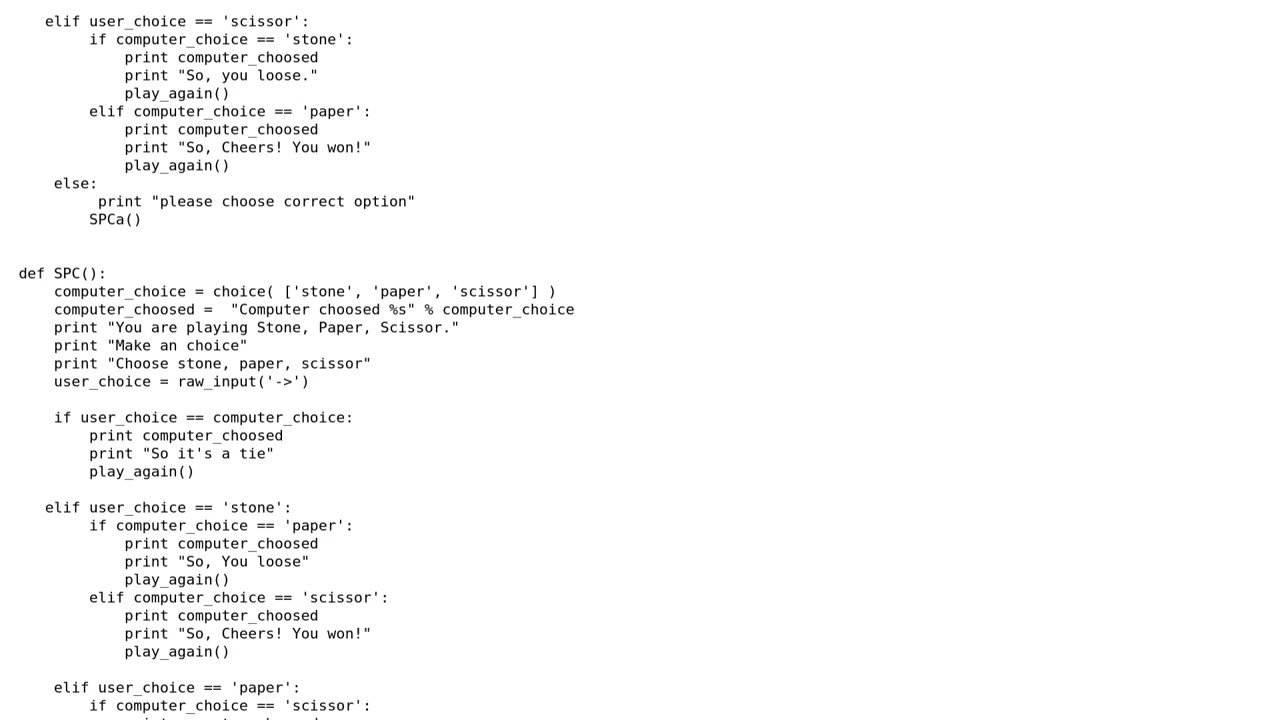 elif user_choice == 'scissor':
        if computer_choice == 'stone':
            print computer_choosed
            print "So, you loose."
            play_again()
        elif computer_choice == 'paper':
            print computer_choosed
            print "So, Cheers! You won!"
            play_again()
    else:
         print "please choose correct option"
        SPCa()


def SPC():
    computer_choice = choice( ['stone', 'paper', 'scissor'] )
    computer_choosed =  "Computer choosed %s" % computer_choice
    print "You are playing Stone, Paper, Scissor."
    print "Make an choice"
    print "Choose stone, paper, scissor"
    user_choice = raw_input('->')

    if user_choice == computer_choice:
        print computer_choosed
        print "So it's a tie"
        play_again()

   elif user_choice == 'stone':
        if computer_choice == 'paper':
            print computer_choosed
            print "So, You loose"
            play_again()
        elif computer_choice == 'scissor':
            print computer_choosed
            print "So, Cheers! You won!"
            play_again()

    elif user_choice == 'paper':
        if computer_choice == 'scissor':